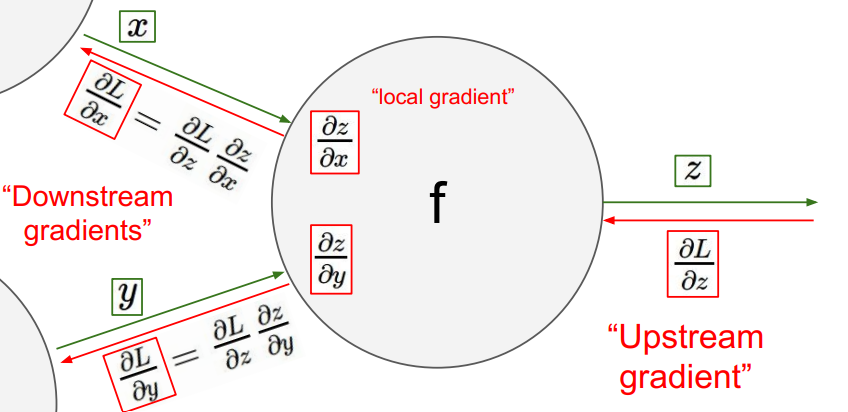 x
∂L/∂x = ∂L/∂z ∂z/∂x
“Downstream
gradients”
y
∂L/∂y = ∂L/∂z ∂z/∂y
“local gradient”
∂z/∂x
f
∂z/∂y
z
∂L/∂z
“Upstream
gradient”